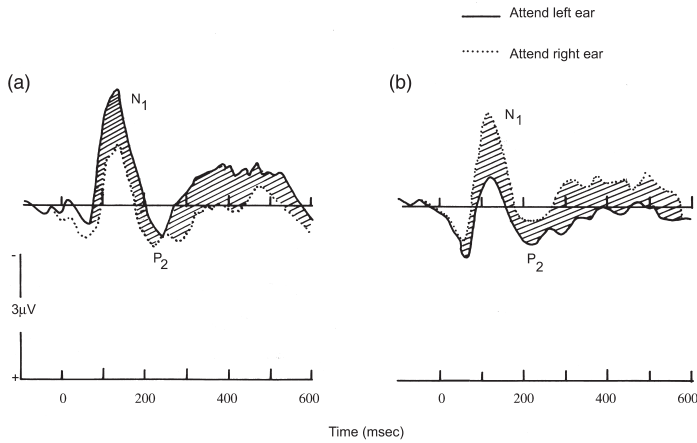 Attend left ear
Attend right ear
(a)
(b)
N1
N1
P2
P2
-
3μV
+
0 200 400 600
0 200 400 600
Time (msec)